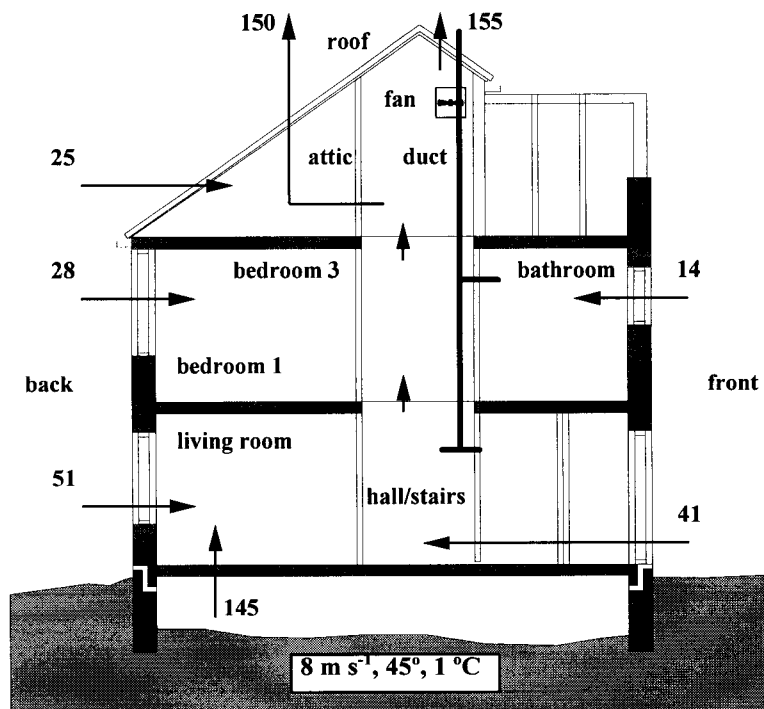 150
155
roof
fan
25
attic
duct
bedroom 3
bathroom
28
14
bedroom 1
back
front
living room
51
hall/stairs
41
145
8 m s⁻¹, 45º, 1 ºC